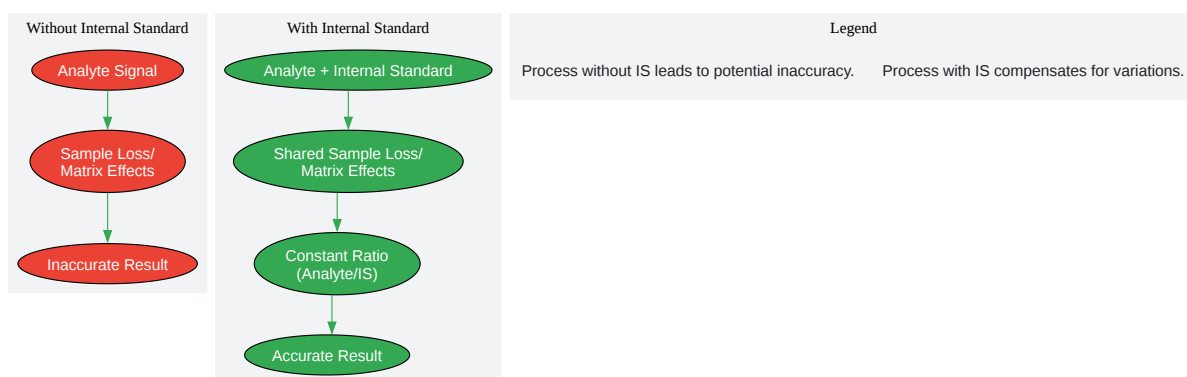 Without Internal Standard
Analyte Signal
Sample Loss/
Matrix Effects
Inaccurate Result
With Internal Standard
Analyte + Internal Standard
Shared Sample Loss/
Matrix Effects
Constant Ratio
(Analyte/IS)
Accurate Result
Legend
Process without IS leads to potential inaccuracy.
Process with IS compensates for variations.